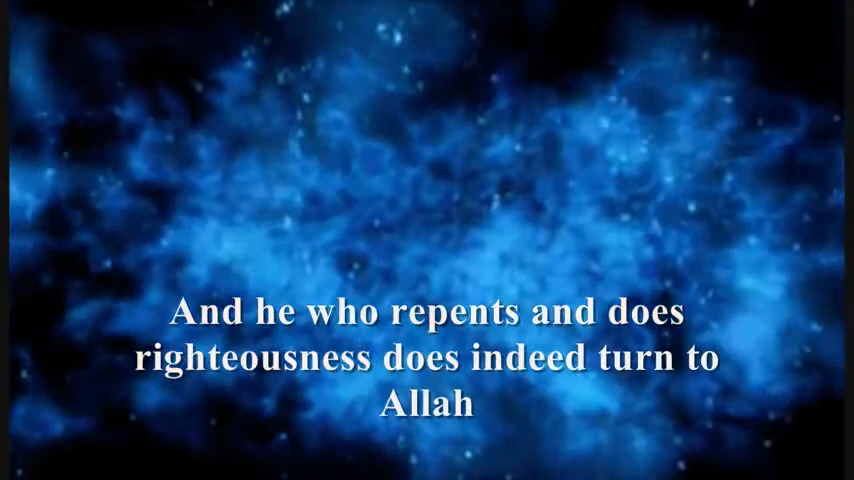 And he who repents and does
righteousness does indeed turn to
Allah